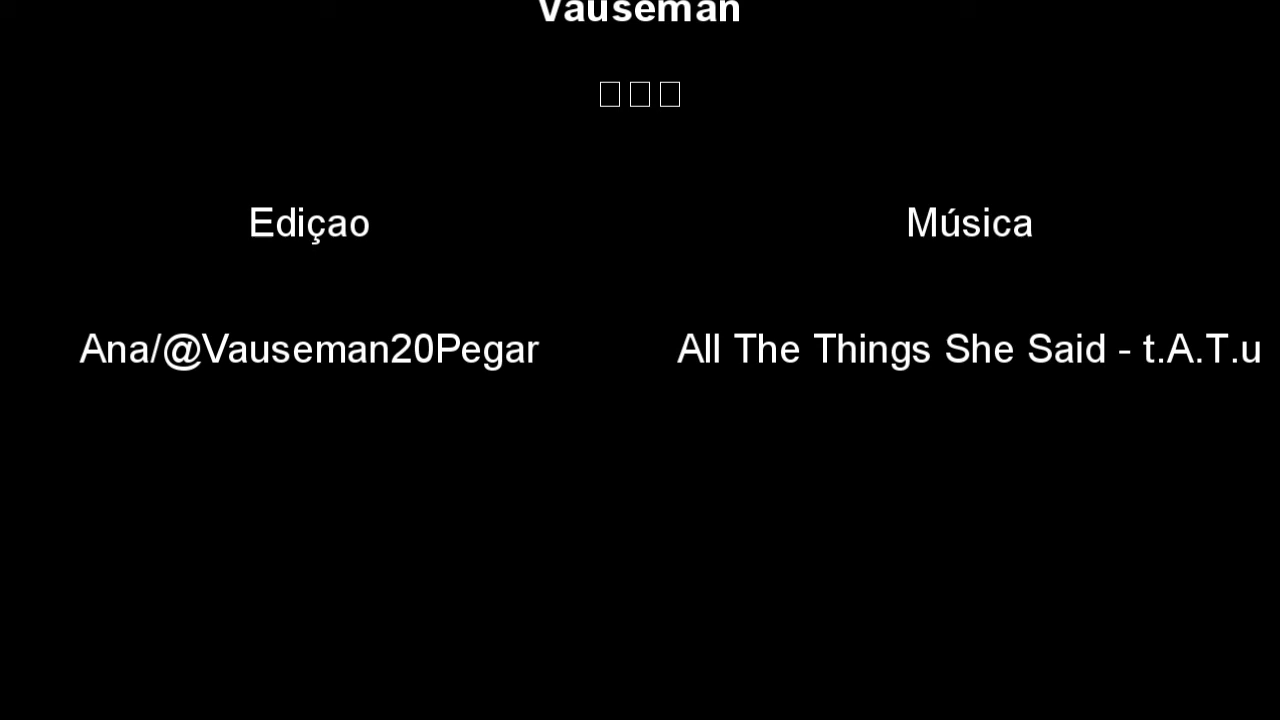 Vauseman
Ediçao
Música
Ana/@Vauseman20Pegar
All The Things She Said - t.A.T.u